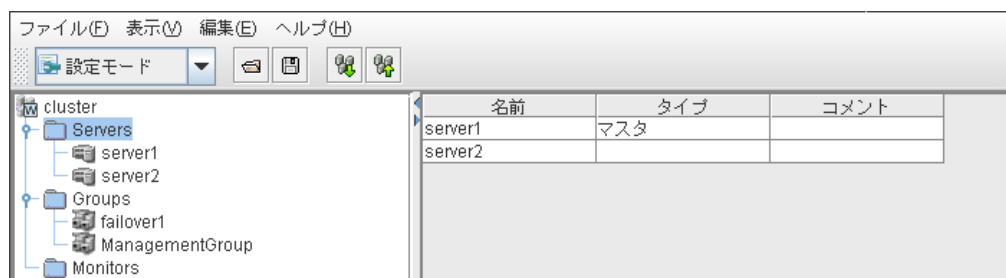 ファイル(F) 表示(V) 編集(E) ヘルプ(H)
設定モード
cluster
Servers
server1
server2
Groups
failover1
ManagementGroup
Monitors
名前 タイプ コメント
server1 マスタ
server2